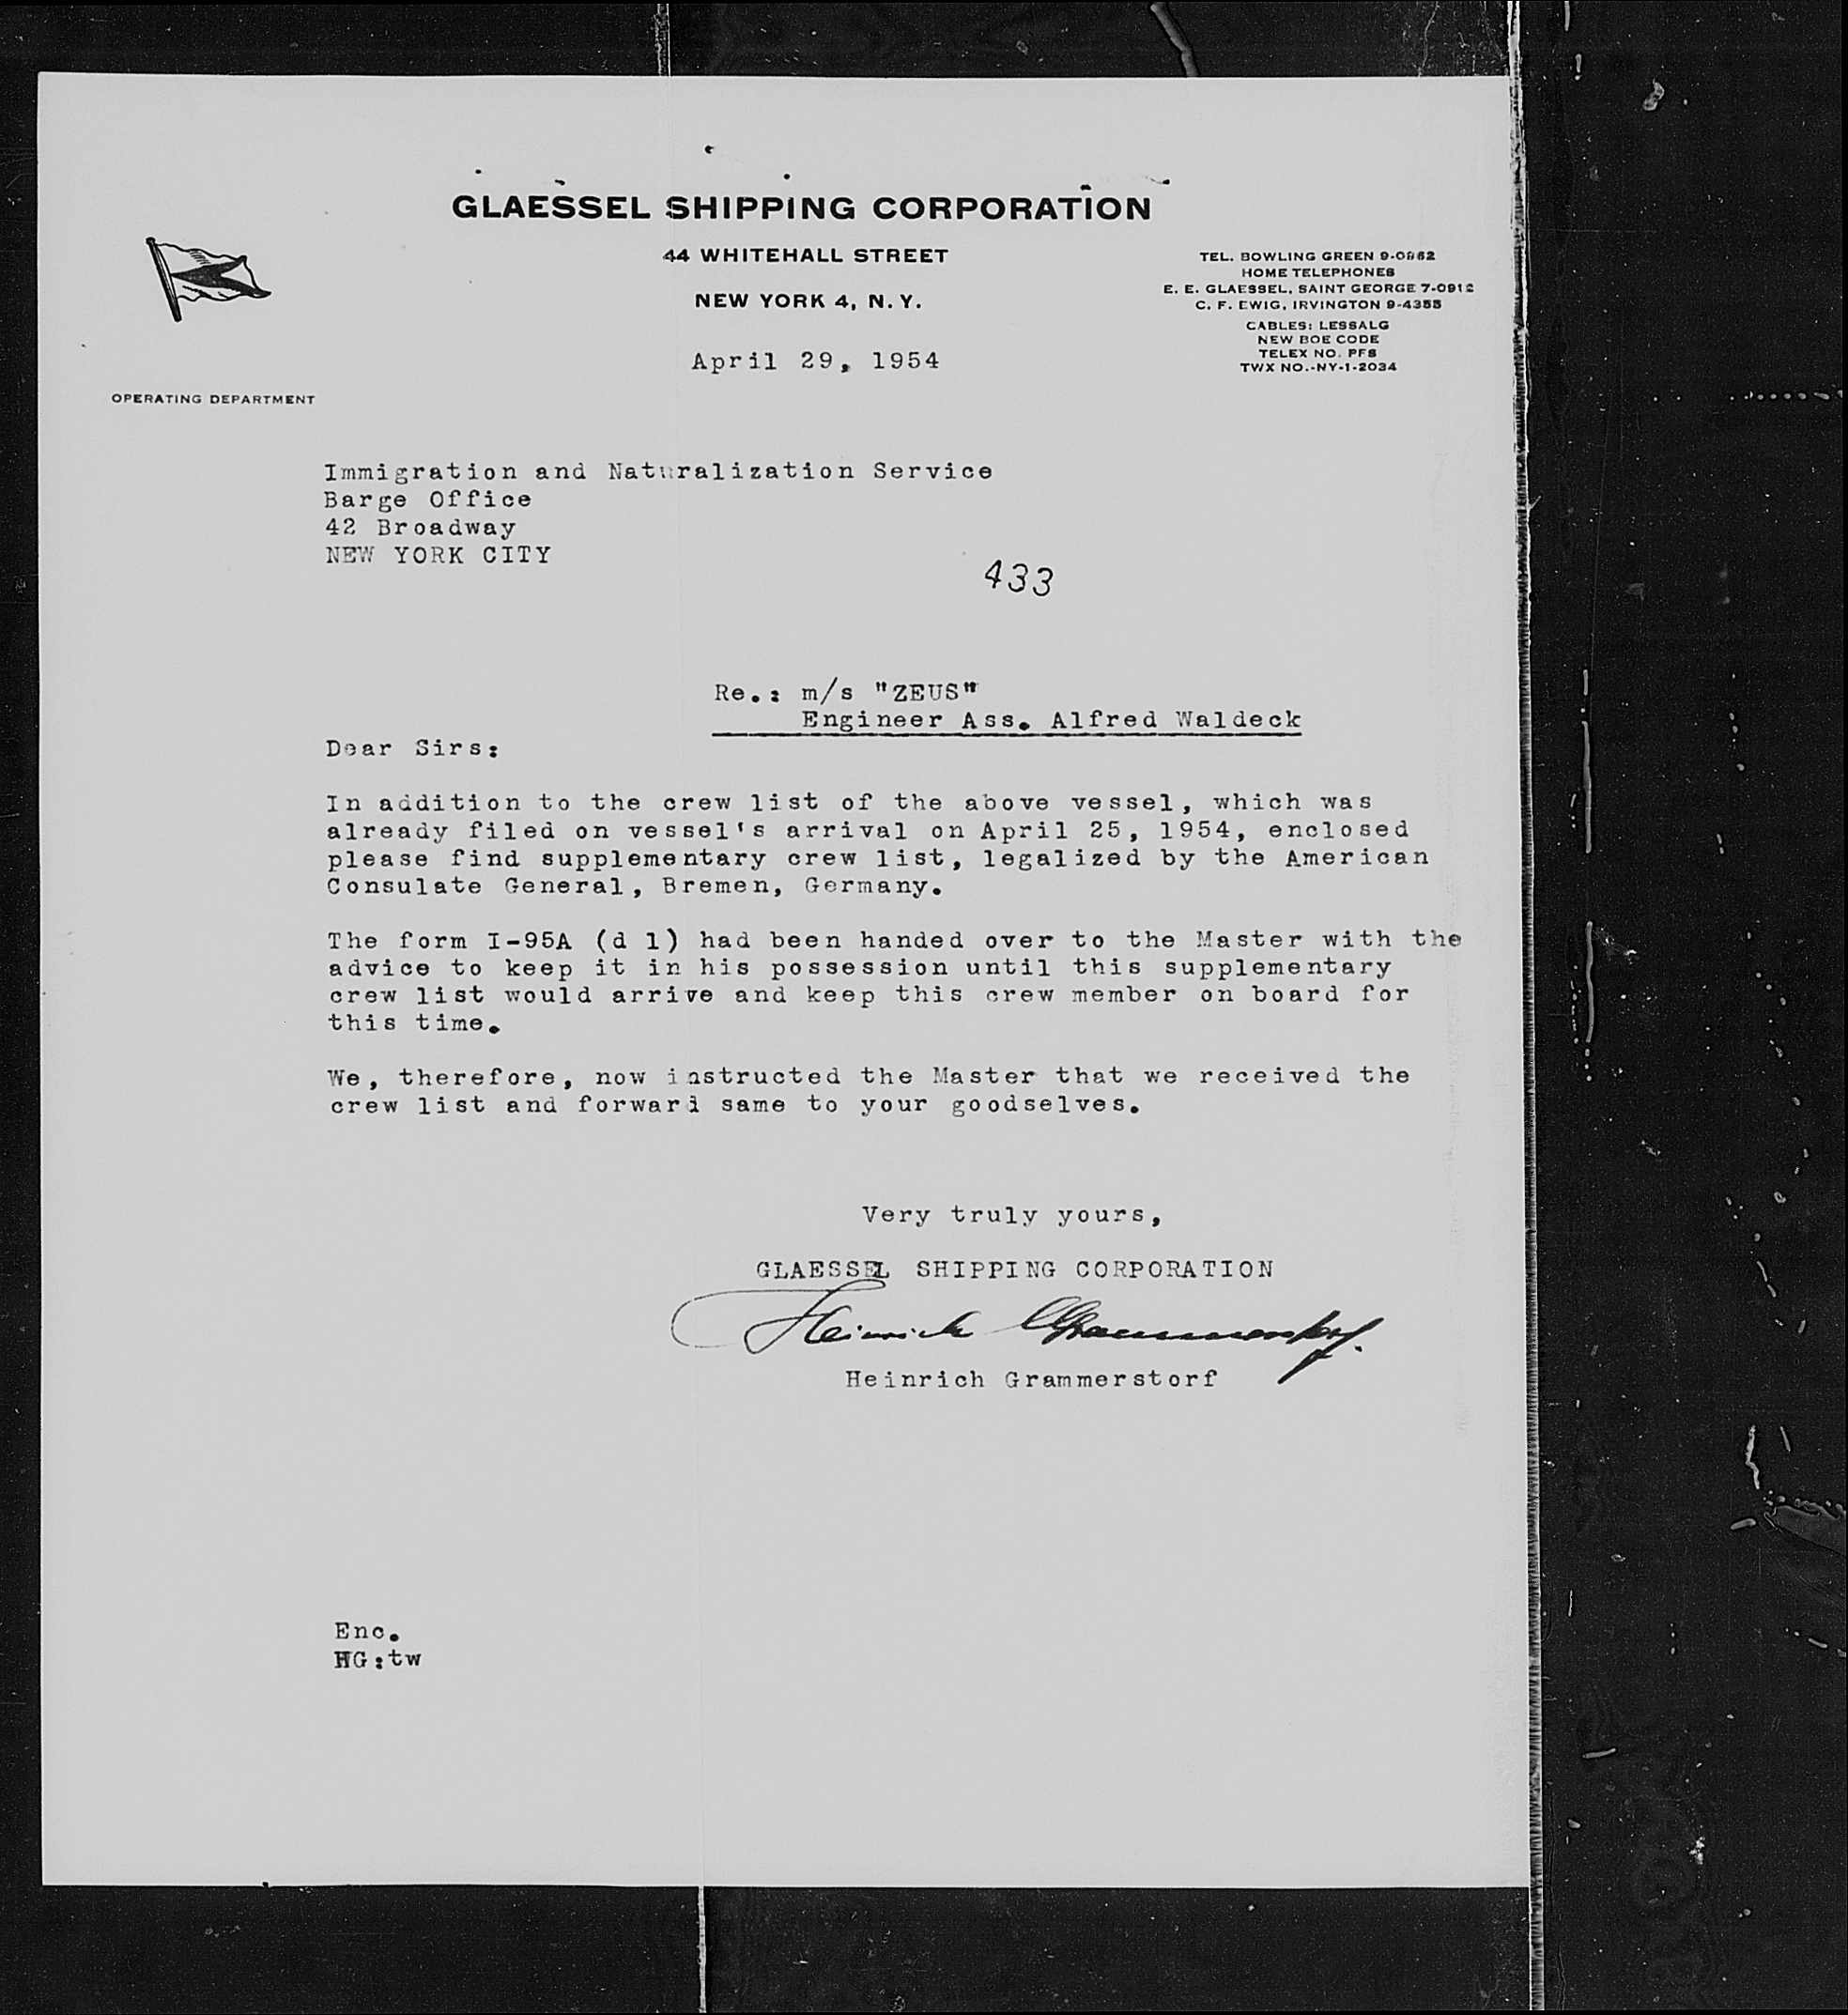 GLAESSEL SHIPPING CORPORATION
44 WHITEHALL STREET
NEW YORK 4, N. Y.
TEL. BOWLING GREEN
HOME TELEPHONES
E. E. GLAESSEL, SAINT GEORGE 7-0912
C. F. EWIG, IRVINGTON 9-4355
CABLES: LESSALG
NEW BOE CODE
TELEX NO. PFS
TWX NO.-NY-1-2034
April 29, 1954
OPERATING DEPARTMENT
Immigration and Naturalization Service
Barge Office
42 Broadway
NEW YORK CITY
433
Re.: m/s "ZEUS"
Engineer Ass. Alfred Waldeck
Dear Sirs:
In addition to the crew list of the above vessel, which was
already filed on vessel's arrival on April 25, 1954, enclosed
please find supplementary crew list, legalized by the American
Consulate General, Bremen, Germany.
The form I-95A (d 1) had been handed over to the Master with the
advice to keep it in his possession until this supplementary
crew list would arrive and keep this crew member on board for
this time.
We, therefore, now instructed the Master that we received the
crew list and forward same to your goodselves.
Very truly yours,
GLAESSEL SHIPPING CORPORATION
Heinrich Grammerstorf.
Heinrich Grammerstorf
Enc.
HG:tw